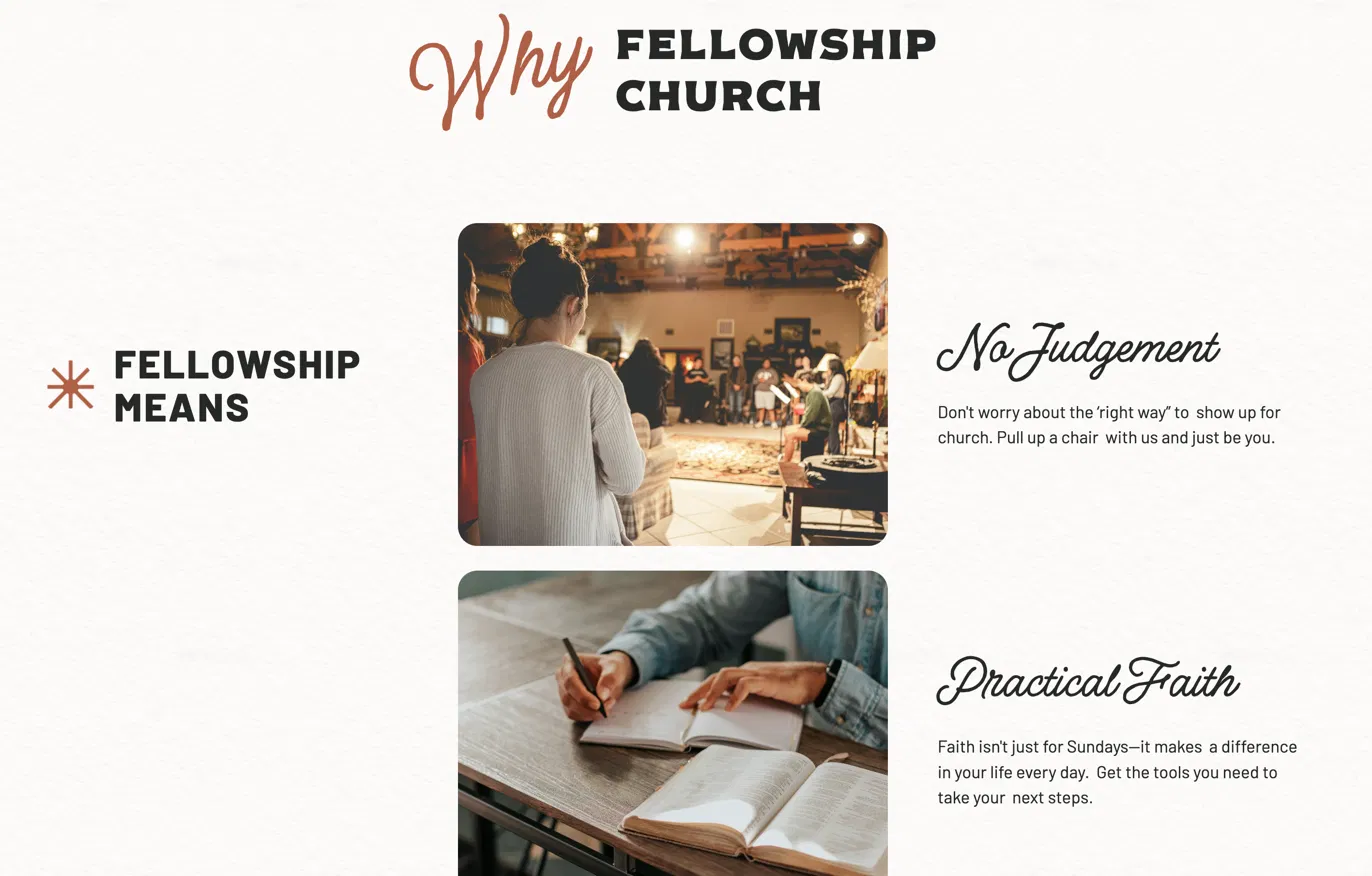 Why FELLOWSHIP
CHURCH
FELLOWSHIP
MEANS
No Judgement
Don't worry about the ‘right way” to  show up for
church. Pull up a chair  with us and just be you.
Practical Faith
Faith isn't just for Sundays—it makes  a difference
in your life every day.  Get the tools you need to
take your  next steps.